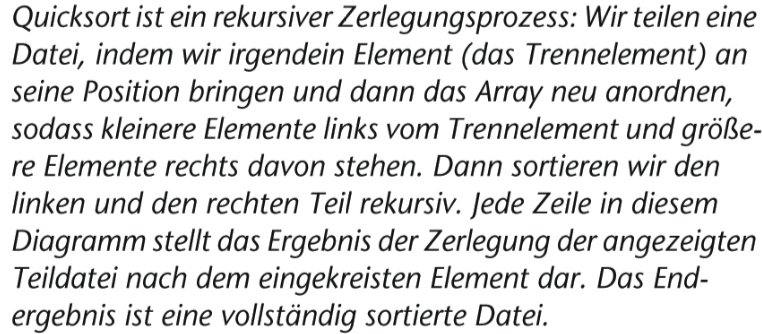 Quicksort ist ein rekursiver Zerlegungsprozess: Wir teilen eine
Datei, indem wir irgendein Element (das Trennelement) an
seine Position bringen und dann das Array neu anordnen,
sodass kleinere Elemente links vom Trennelement und größe-
re Elemente rechts davon stehen. Dann sortieren wir den
linken und den rechten Teil rekursiv. Jede Zeile in diesem
Diagramm stellt das Ergebnis der Zerlegung der angezeigten
Teildatei nach dem eingekreisten Element dar. Das End-
ergebnis ist eine vollständig sortierte Datei.